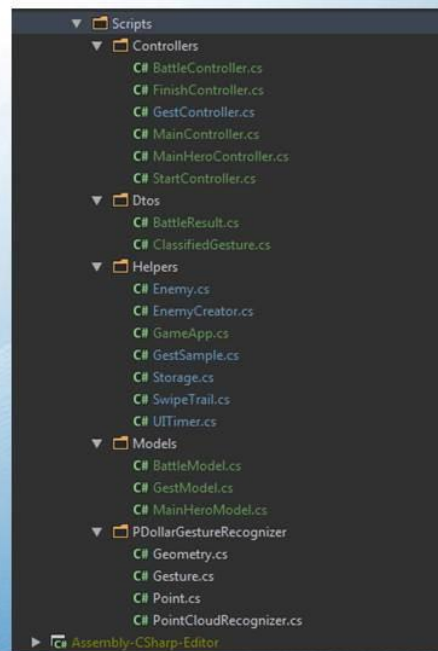 Scripts
Controllers
C# BattleController.cs
C# FinishController.cs
C# GestController.cs
C# MainController.cs
C# MainHeroController.cs
C# StartController.cs
Dtos
C# BattleResult.cs
C# ClassifiedGesture.cs
Helpers
C# Enemy.cs
C# EnemyCreator.cs
C# GameApp.cs
C# GestSample.cs
C# Storage.cs
C# SwipeTrail.cs
C# UITimer.cs
Models
C# BattleModel.cs
C# GestModel.cs
C# MainHeroModel.cs
PDollarGestureRecognizer
C# Geometry.cs
C# Gesture.cs
C# Point.cs
C# PointCloudRecognizer.cs
C# Assembly-CSharp-Editor